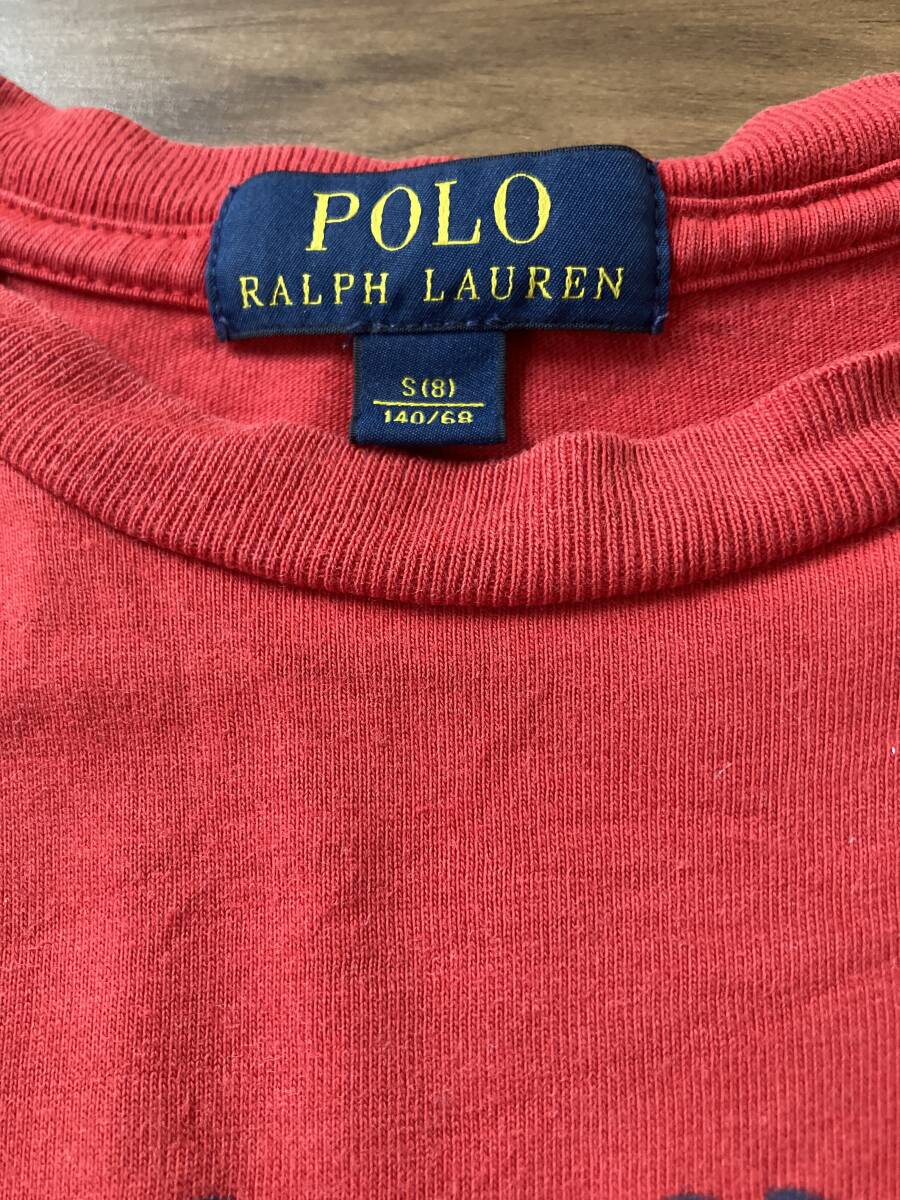 POLO
RALPH LAUREN
S(8)
140/68